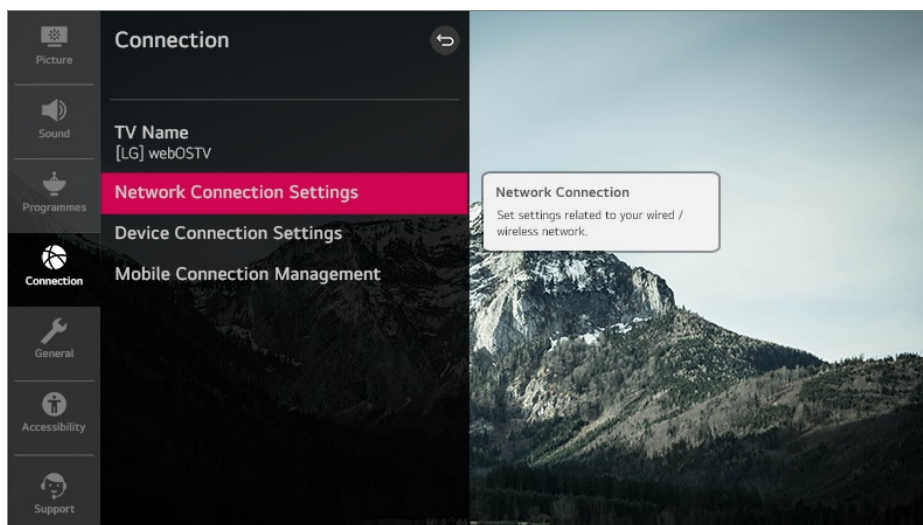 Picture
Sound
Programmes
Connection
General
Accessibility
Support
Connection
TV Name
[LG] webOSTV
Network Connection Settings
Device Connection Settings
Mobile Connection Management
Network Connection
Set settings related to your wired /
wireless network.